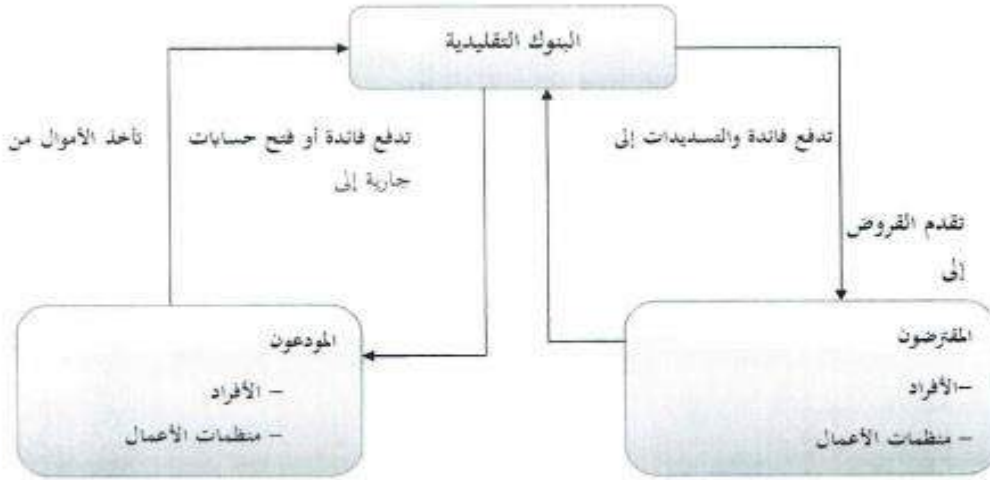 البنوك التقليدية
تدفع فائدة والتسديدات إلى
تدفع فائدة أو فتح حسابات
جارية إلى
تأخذ الأموال من
تقدم القروض
إلى
المقترضون
-الأفراد
- منظمات الأعمال
المودعون
- الأفراد
- منظمات الأعمال